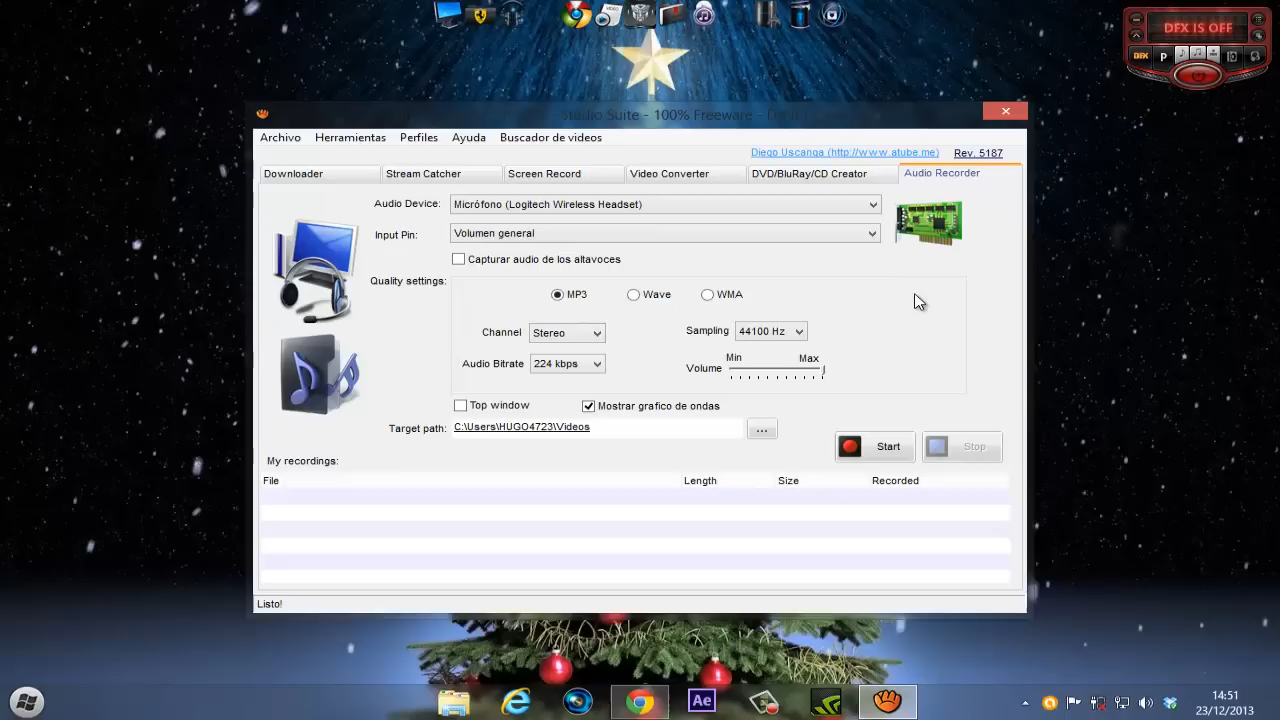 DFX IS OFF
DFX
P
Studio Suite - 100% Freeware -
Archivo Herramientas Perfiles Ayuda Buscador de videos
Diego Uscanga (http://www.atube.me) Rev. 5187
Downloader Stream Catcher Screen Record Video Converter DVD/BluRay/CD Creator Audio Recorder
Audio Device: Micrófono (Logitech Wireless Headset)
Input Pin: Volumen general
Capturar audio de los altavoces
Quality settings:
MP3 Wave WMA
Channel Stereo Sampling 44100 Hz
Min Max
Audio Bitrate 224 kbps Volume
Top window Mostrar grafico de ondas
Target path: C:\Users\HUGO4723\Videos ...
Start Stop
My recordings:
File Length Size Recorded
Listo!
Ae
14:51
23/12/2013